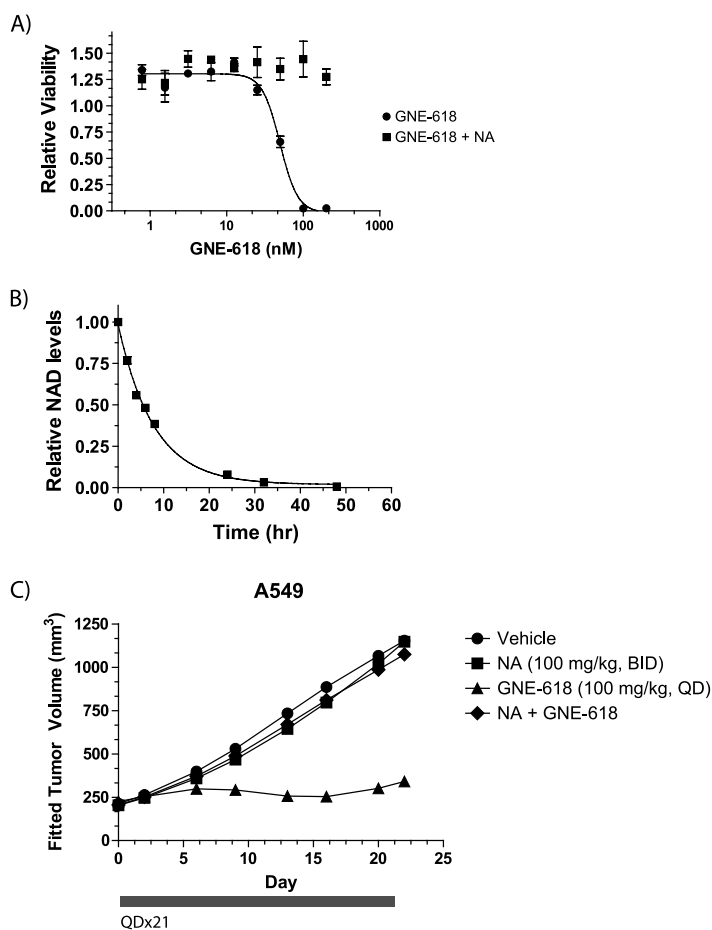 A)
Relative Viability
1.50
1.25
1.00
0.75
0.50
0.25
0.00
1 10 100 1000
GNE-618 (nM)
GNE-618
GNE-618 + NA
B)
Relative NAD levels
1.00
0.75
0.50
0.25
0.00
0 10 20 30 40 50 60
Time (hr)
C)
A549
Fitted Tumor Volume (mm³)
1250
1000
750
500
250
0
0 5 10 15 20 25
Day
QDx21
Vehicle
NA (100 mg/kg, BID)
GNE-618 (100 mg/kg, QD)
NA + GNE-618